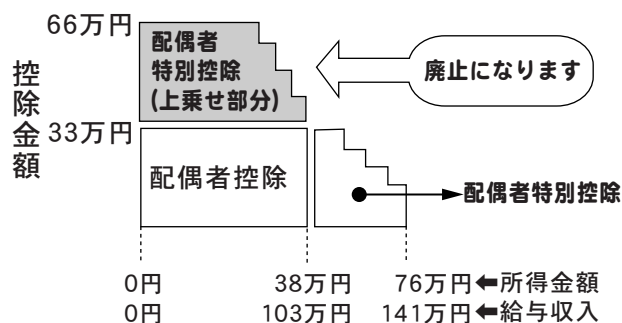 66万円
配偶者
特別控除
(上乗せ部分)
廃止になります
控除金額
33万円
配偶者控除
配偶者特別控除
0円 38万円 76万円←所得金額
0円 103万円 141万円←給与収入